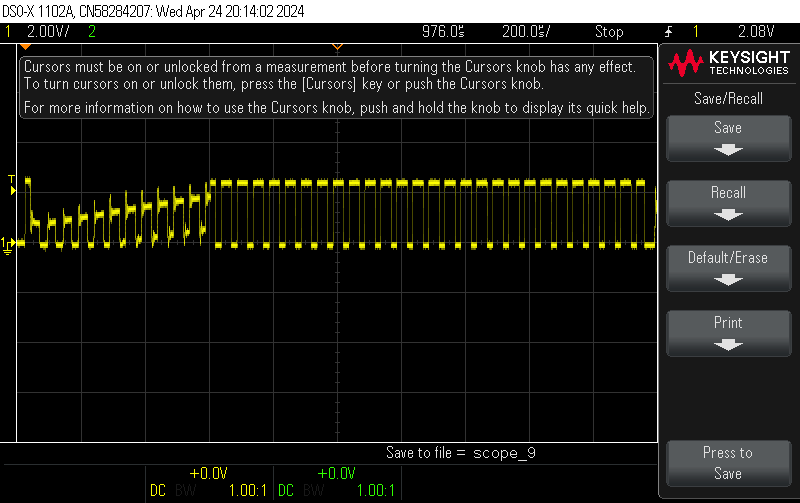 DSO-X 1102A, CN58284207: Wed Apr 24 20:14:02 2024
1 2.00V/ 2 976.0µs 200.0µs/ Stop 1 2.08V
Cursors must be on or unlocked from a measurement before turning the Cursors knob has any effect.
To turn cursors on or unlock them, press the [Cursors] key or push the Cursors knob.
For more information on how to use the Cursors knob, push and hold the knob to display its quick help.
KEYSIGHT
TECHNOLOGIES
Save/Recall
Save
Recall
Default/Erase
Print
T
1
Save to file = scope_9
Press to
Save
+0.0V +0.0V
DC BW 1.00:1 DC BW 1.00:1